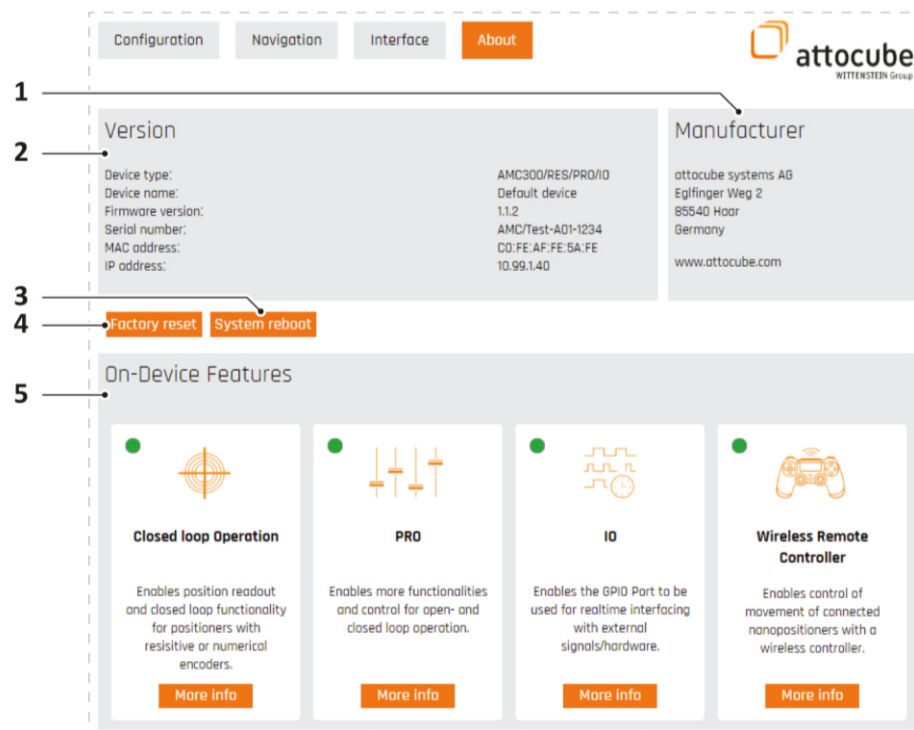 Configuration
Navigation
Interface
About
attocube
WITTENSTEIN Group
1
2
Version
Device type: AMC300/RES/PRO/IO
Device name: Default device
Firmware version: 1.1.2
Serial number: AMC/Test-A01-1234
MAC address: C0:FE:AF:FE:5A:FE
IP address: 10.99.1.40
Manufacturer
attocube systems AG
Eglfinger Weg 2
85540 Haar
Germany
www.attocube.com
3
4
Factory reset
System reboot
5
On-Device Features
Closed loop Operation
Enables position readout
and closed loop functionality
for positioners with
resisitive or numerical
encoders.
More info
PRO
Enables more functionalities
and control for open- and
closed loop operation.
More info
IO
Enables the GPIO Port to be
used for realtime interfacing
with external
signals/hardware.
More info
Wireless Remote
Controller
Enables control of
movement of connected
nanopositioners with a
wireless controller.
More info